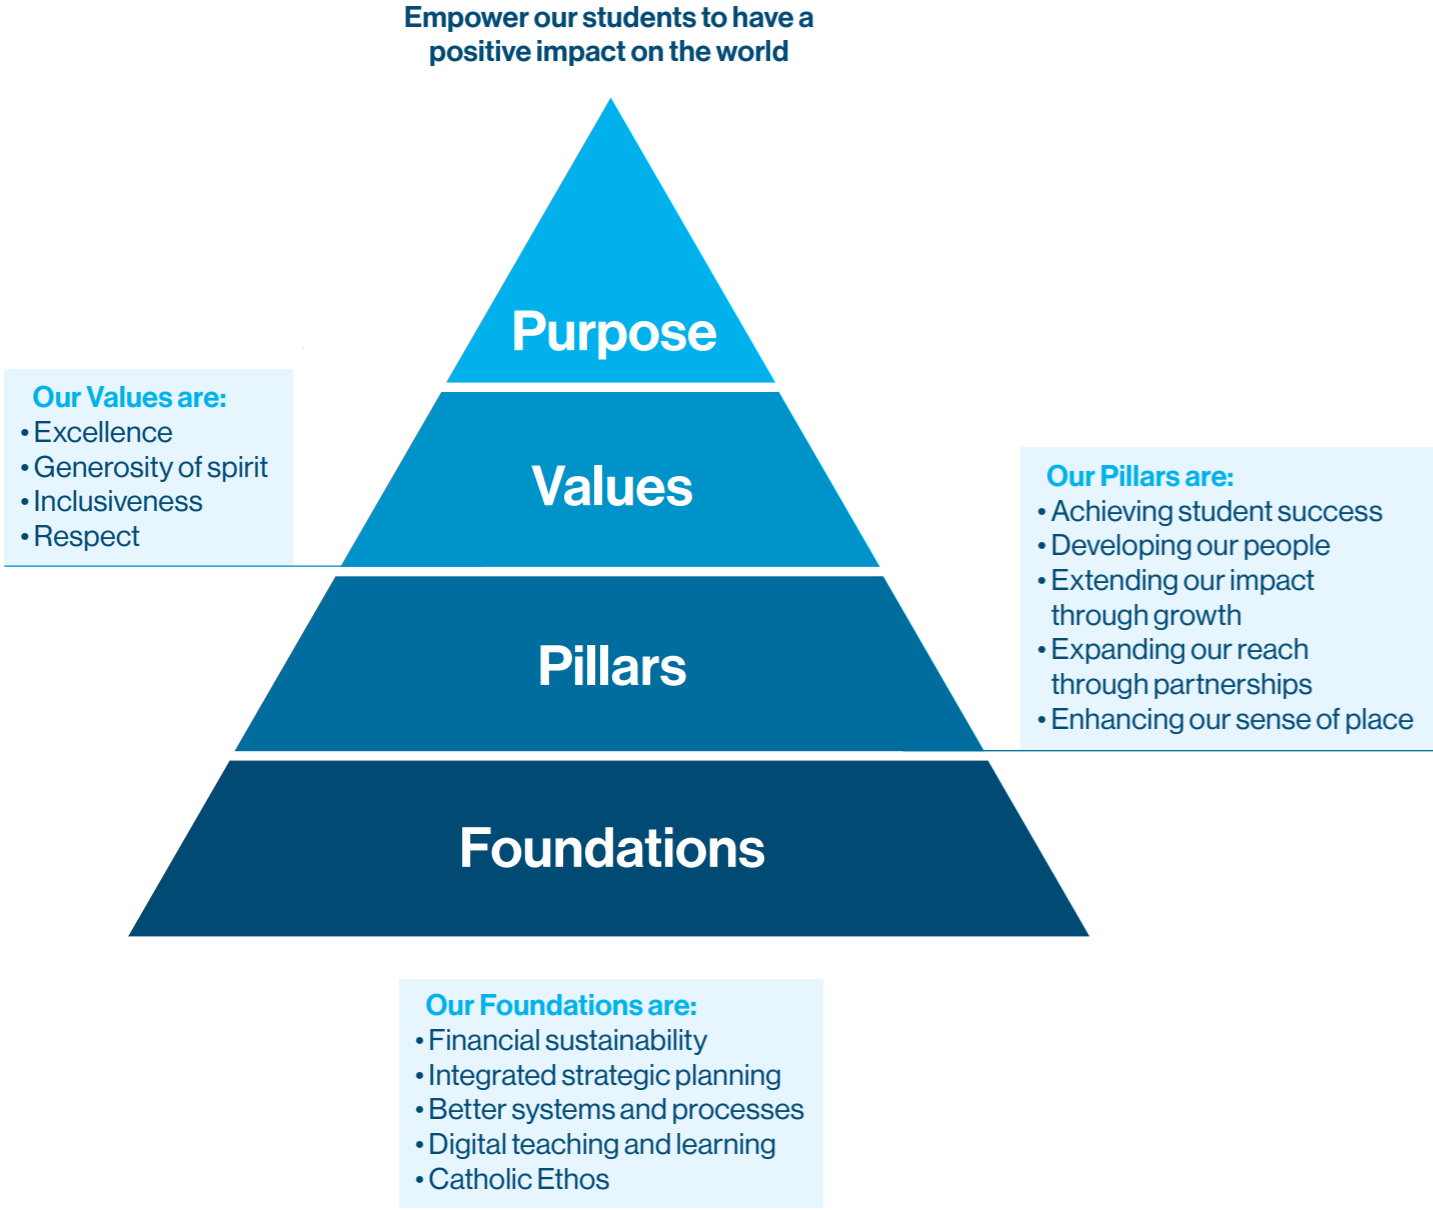 Empower our students to have a
positive impact on the world
Purpose
Our Values are:
• Excellence
• Generosity of spirit
• Inclusiveness
• Respect
Values
Our Pillars are:
• Achieving student success
• Developing our people
• Extending our impact
through growth
• Expanding our reach
through partnerships
• Enhancing our sense of place
Pillars
Foundations
Our Foundations are:
• Financial sustainability
• Integrated strategic planning
• Better systems and processes
• Digital teaching and learning
• Catholic Ethos